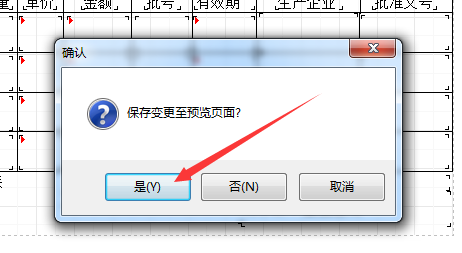 单价 金额 批号 有效期 生产企业 批准文号
确认
保存变更至预览页面?
是(Y) 否(N) 取消